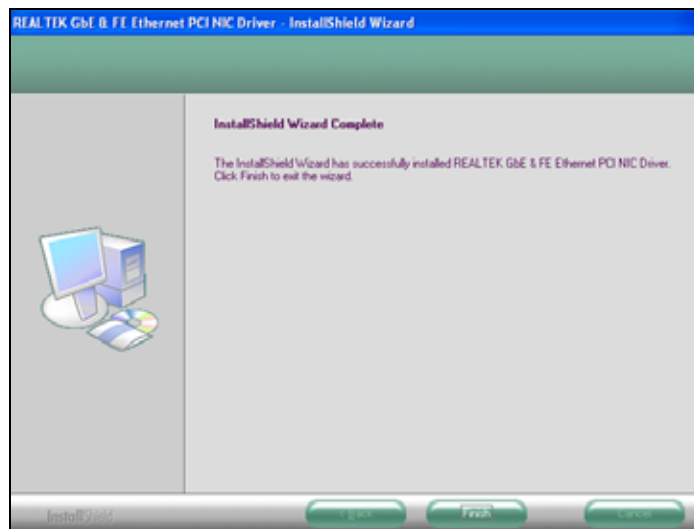 REALTEK GbE & FE Ethernet PCI NIC Driver - InstallShield Wizard
InstallShield Wizard Complete
The InstallShield Wizard has successfully installed REALTEK GbE & FE Ethernet PCI NIC Driver.
Click Finish to exit the wizard.
InstallShield
< Back
Finish
Cancel